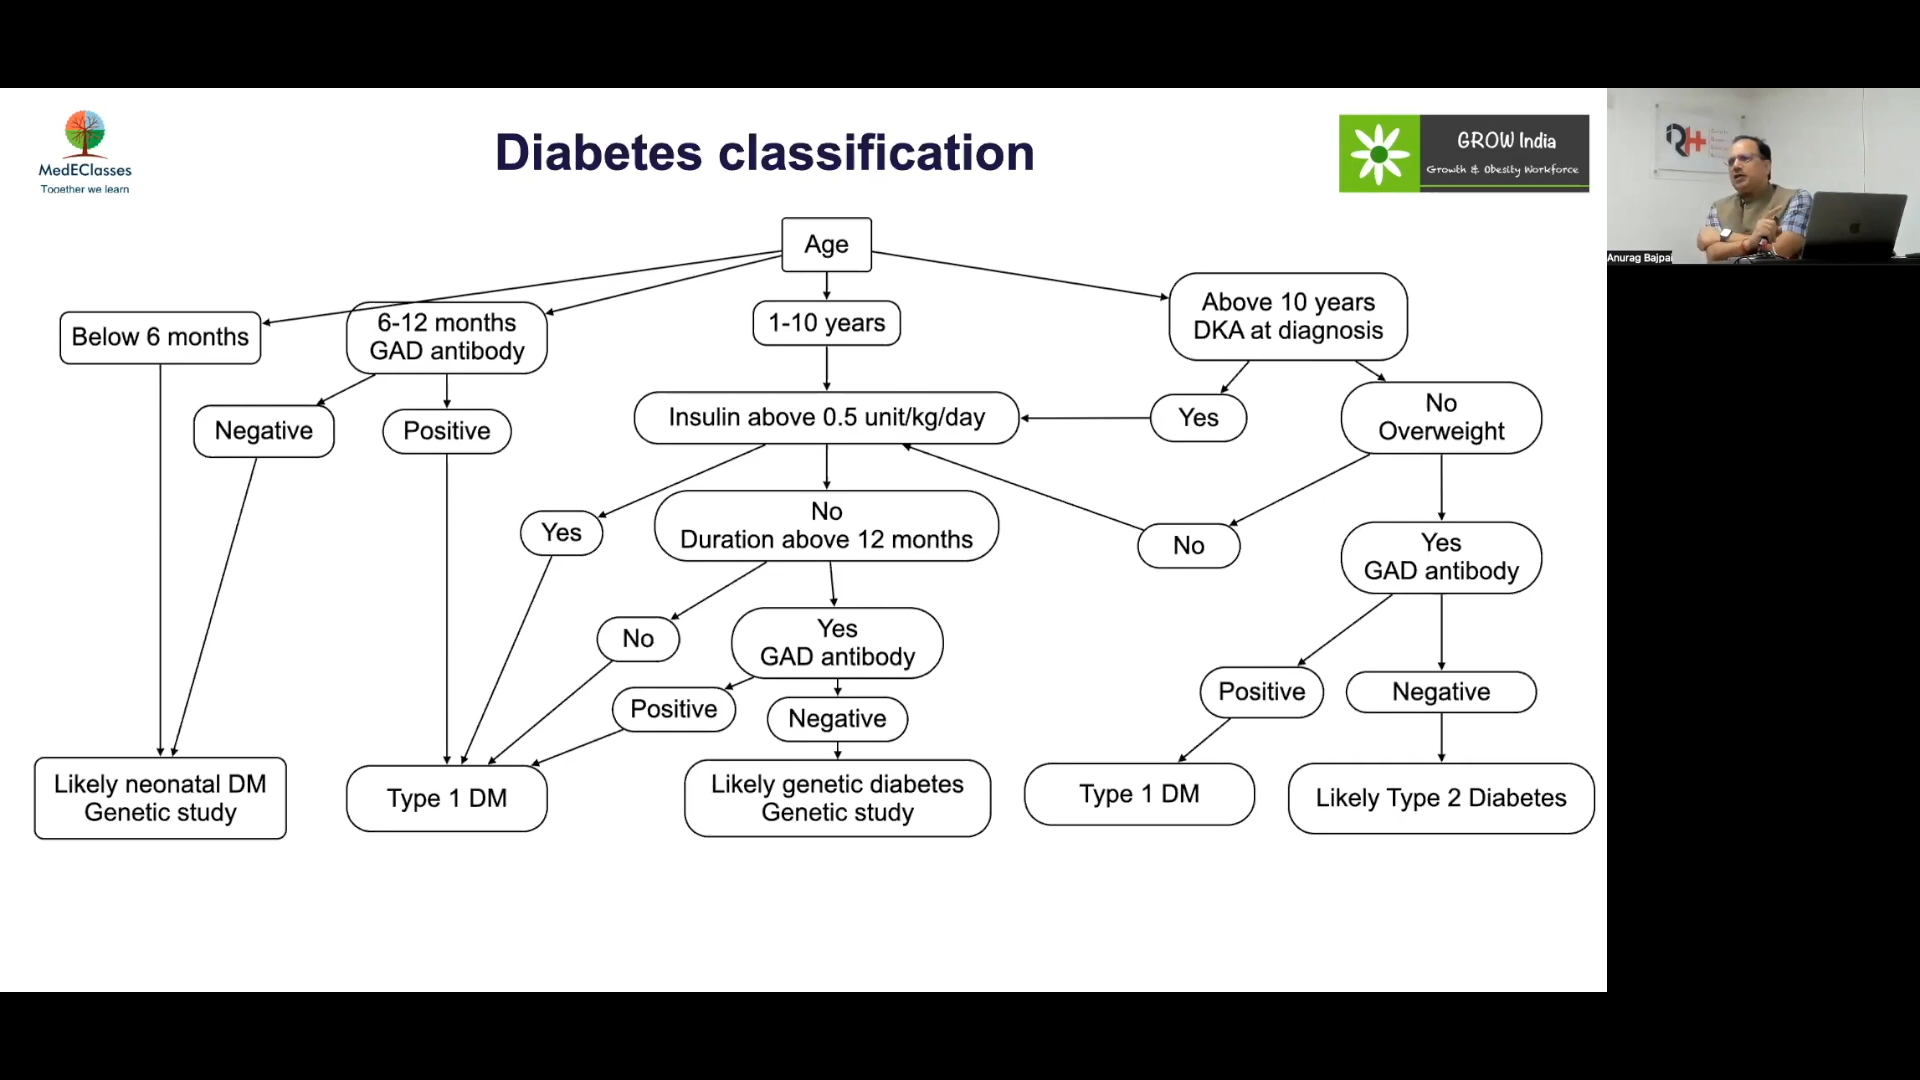 MedEClasses
Together we learn
Diabetes classification
GROW India
Growth & Obesity Workforce
Anurag Bajpai
Age
Below 6 months
6-12 months
GAD antibody
1-10 years
Above 10 years
DKA at diagnosis
Negative
Positive
Insulin above 0.5 unit/kg/day
Yes
No
Overweight
Yes
No
Duration above 12 months
No
Yes
GAD antibody
No
Yes
GAD antibody
Positive
Negative
Positive
Negative
Likely neonatal DM
Genetic study
Type 1 DM
Likely genetic diabetes
Genetic study
Type 1 DM
Likely Type 2 Diabetes